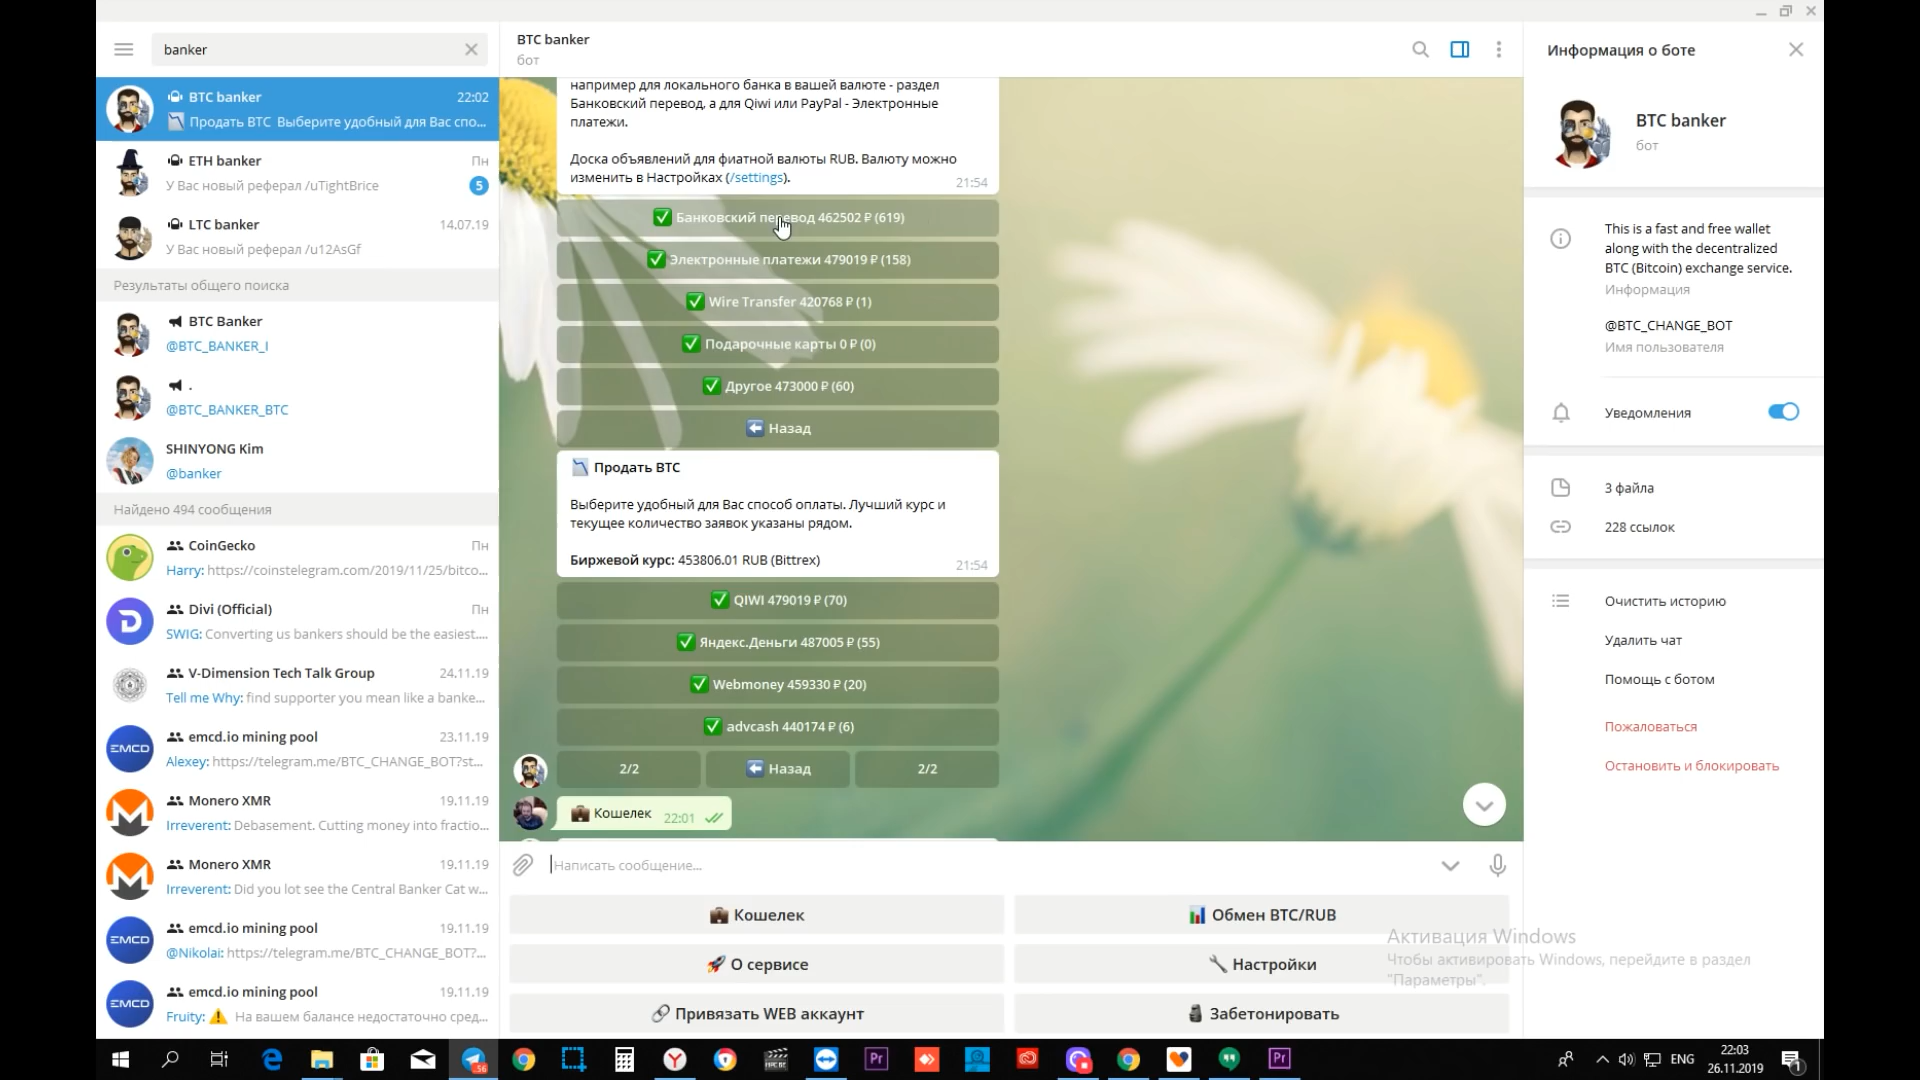 banker
BTC banker
22:02
Продать BTC Выберите удобный для Вас спо...
ETH banker
Пн
У Вас новый реферал /uTightBrice
5
LTC banker
14.07.19
У Вас новый реферал /u12AsGf
Результаты общего поиска
BTC Banker
@BTC_BANKER_I
.
@BTC_BANKER_BTC
SHINYONG Kim
@banker
Найдено 494 сообщения
CoinGecko
Пн
Harry: https://coinstelegram.com/2019/11/25/bitco...
Divi (Official)
Пн
SWIG: Converting us bankers should be the easiest....
V-Dimension Tech Talk Group
24.11.19
Tell me Why: find supporter you mean like a banke...
emcd.io mining pool
23.11.19
Alexey: https://telegram.me/BTC_CHANGE_BOT?st...
Monero XMR
19.11.19
Irreverent: Debasement. Cutting money into fractio...
Monero XMR
19.11.19
Irreverent: Did you lot see the Central Banker Cat w...
emcd.io mining pool
19.11.19
@Nikolai: https://telegram.me/BTC_CHANGE_BOT?...
emcd.io mining pool
19.11.19
Fruity: ⚠ На вашем балансе недостаточно сред...
EMCD
EMCD
EMCD
BTC banker
бот
например для локального банка в вашей валюте - раздел
Банковский перевод, а для Qiwi или PayPal - Электронные
платежи.
Доска объявлений для фиатной валюты RUB. Валюту можно
изменить в Настройках (/settings).
21:54
✅ Банковский перевод 462502 ₽ (619)
✅ Электронные платежи 479019 ₽ (158)
✅ Wire Transfer 420768 ₽ (1)
✅ Подарочные карты 0 ₽ (0)
✅ Другое 473000 ₽ (60)
⬅ Назад
Продать BTC
Выберите удобный для Вас способ оплаты. Лучший курс и
текущее количество заявок указаны рядом.
Биржевой курс: 453806.01 RUB (Bittrex)
21:54
✅ QIWI 479019 ₽ (70)
✅ Яндекс.Деньги 487005 ₽ (55)
✅ Webmoney 459330 ₽ (20)
✅ advcash 440174 ₽ (6)
2/2
⬅ Назад
2/2
Кошелек
22:01
Написать сообщение...
Кошелек
Обмен BTC/RUB
О сервисе
Настройки
Привязать WEB аккаунт
Забетонировать
Информация о боте
BTC banker
бот
This is a fast and free wallet
along with the decentralized
BTC (Bitcoin) exchange service.
Информация
@BTC_CHANGE_BOT
Имя пользователя
Уведомления
3 файла
228 ссылок
Очистить историю
Удалить чат
Помощь с ботом
Пожаловаться
Остановить и блокировать
Активация Windows
Чтобы активировать Windows, перейдите в раздел
"Параметры".
ENG
22:03
26.11.2019
1